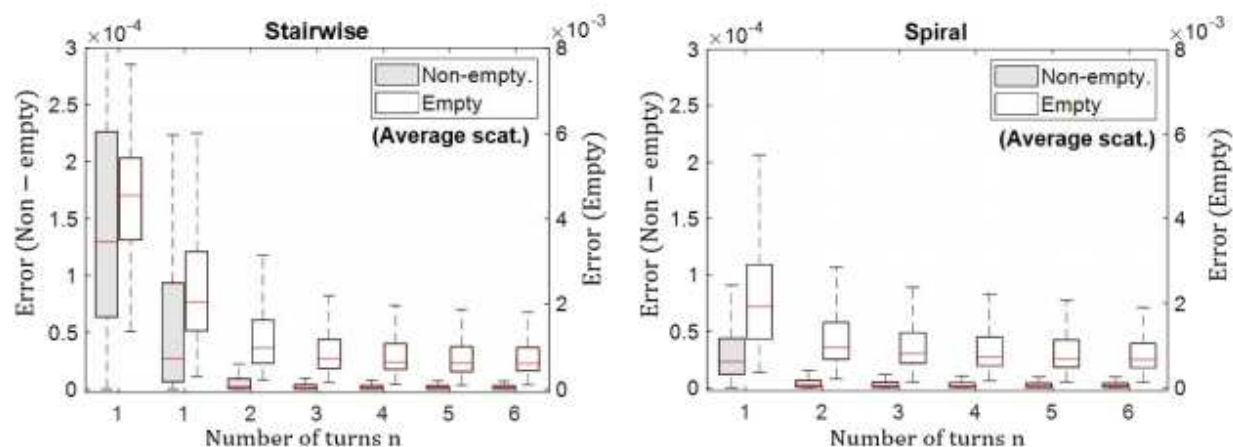 Stairwise
×10⁻⁴
×10⁻³
3
2.5
2
1.5
1
0.5
0
8
6
4
2
0
Error (Non − empty)
Error (Empty)
Non-empty.
Empty
(Average scat.)
1 1 2 3 4 5 6
Number of turns n
Spiral
×10⁻⁴
×10⁻³
3
2.5
2
1.5
1
0.5
0
8
6
4
2
0
Error (Non − empty)
Error (Empty)
Non-empty.
Empty
(Average scat.)
1 2 3 4 5 6
Number of turns n